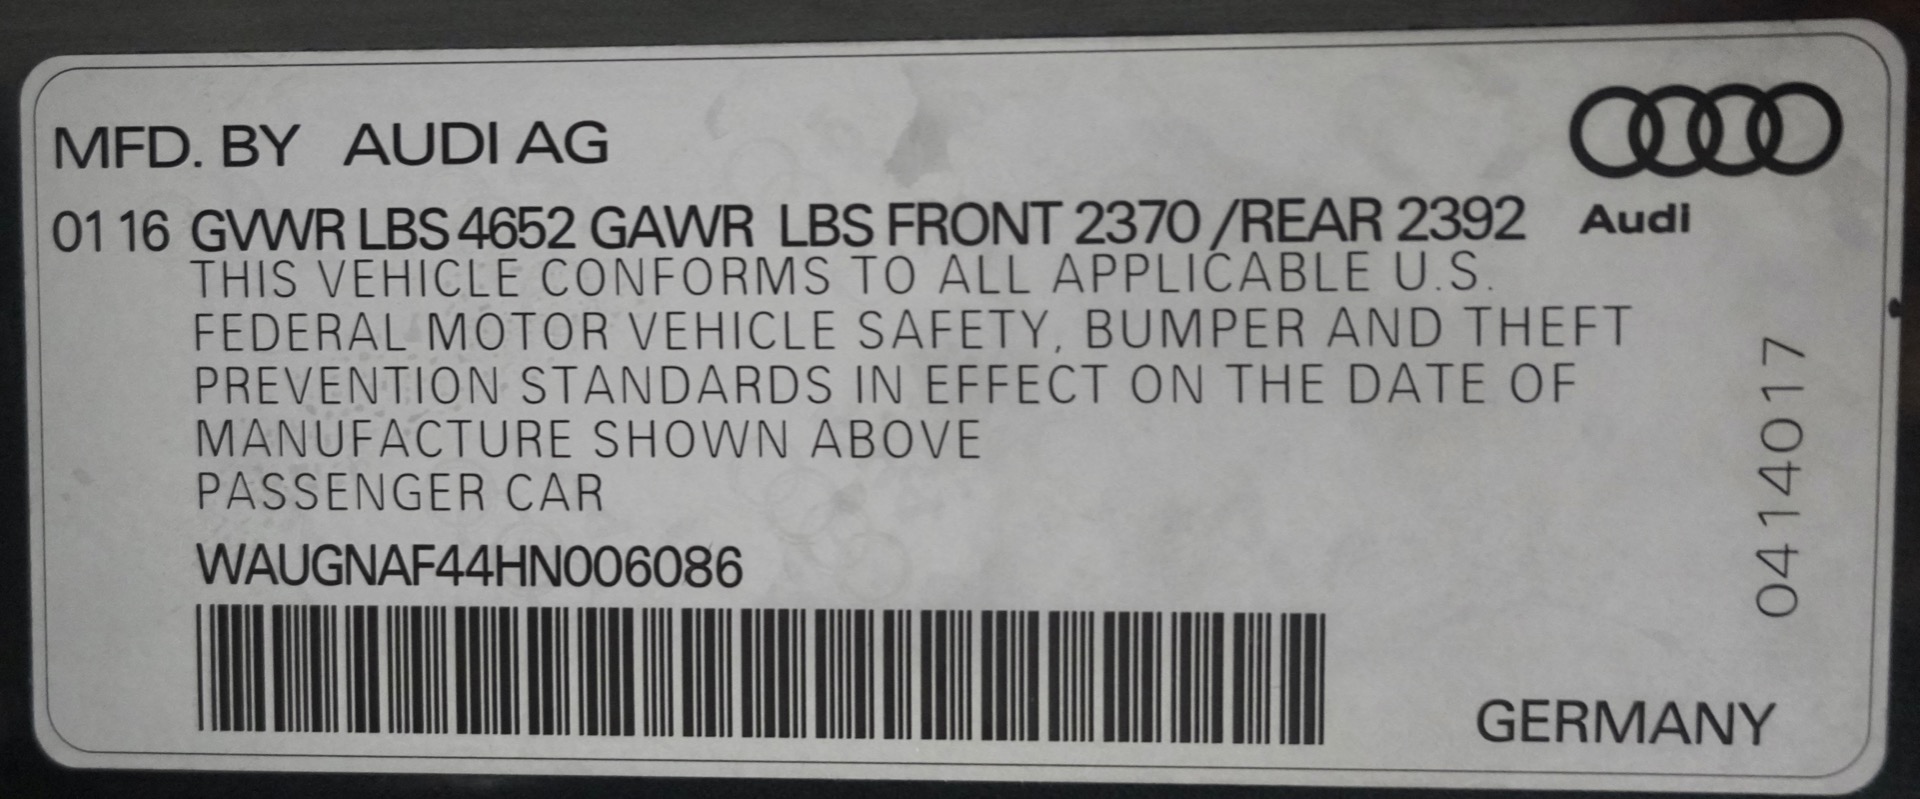 MFD. BY AUDI AG
01 16 GVWR LBS 4652 GAWR LBS FRONT 2370 /REAR 2392
Audi
THIS VEHICLE CONFORMS TO ALL APPLICABLE U.S.
FEDERAL MOTOR VEHICLE SAFETY, BUMPER AND THEFT
PREVENTION STANDARDS IN EFFECT ON THE DATE OF
MANUFACTURE SHOWN ABOVE
PASSENGER CAR
WAUGNAF44HN006086
0414017
GERMANY